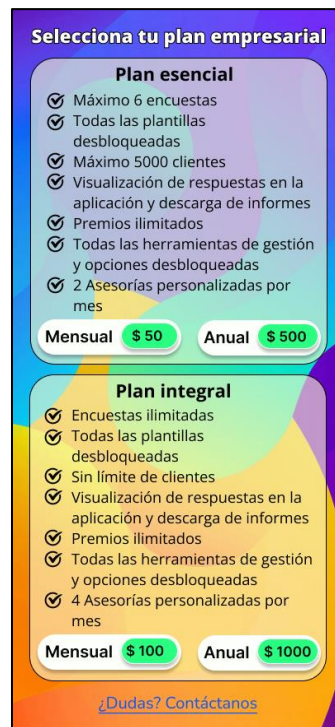 Selecciona tu plan empresarial
Plan esencial
Máximo 6 encuestas
Todas las plantillas
desbloqueadas
Máximo 5000 clientes
Visualización de respuestas en la
aplicación y descarga de informes
Premios ilimitados
Todas las herramientas de gestión
y opciones desbloqueadas
2 Asesorías personalizadas por
mes
Mensual $ 50 Anual $ 500
Plan integral
Encuestas ilimitadas
Todas las plantillas
desbloqueadas
Sin límite de clientes
Visualización de respuestas en la
aplicación y descarga de informes
Premios ilimitados
Todas las herramientas de gestión
y opciones desbloqueadas
4 Asesorías personalizadas por
mes
Mensual $ 100 Anual $ 1000
¿Dudas? Contáctanos